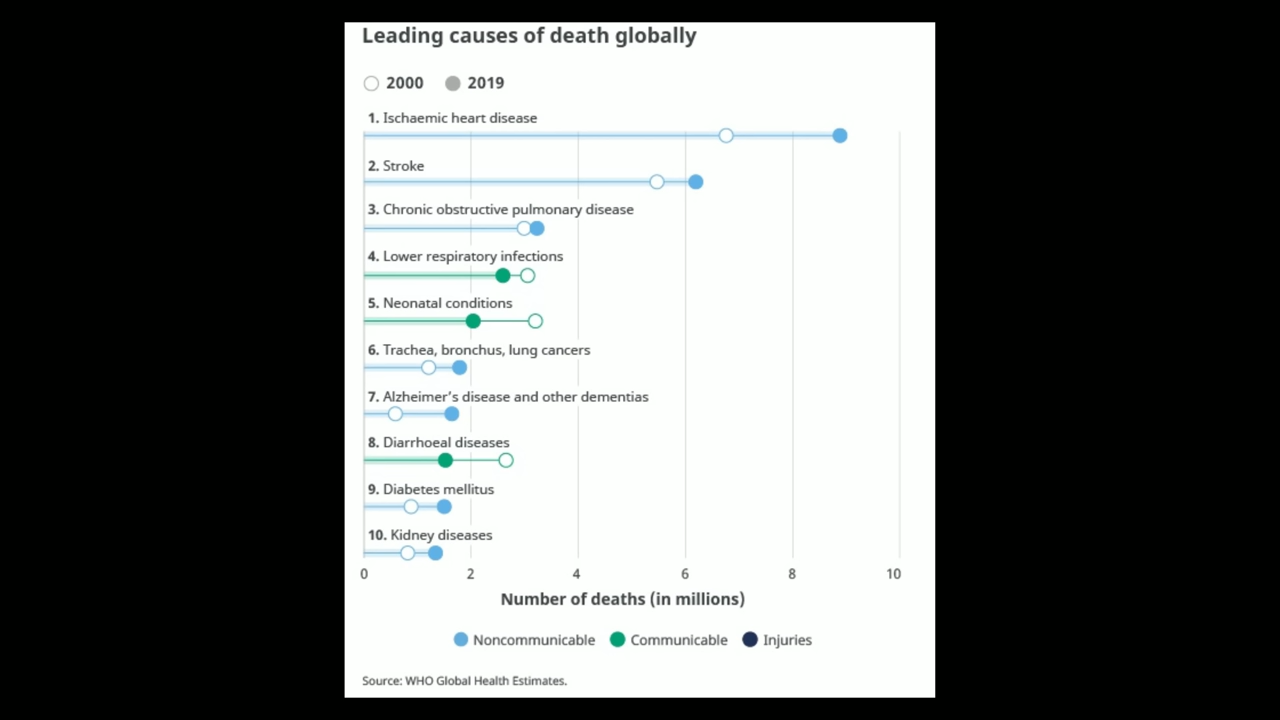 Leading causes of death globally
2000 2019
1. Ischaemic heart disease
2. Stroke
3. Chronic obstructive pulmonary disease
4. Lower respiratory infections
5. Neonatal conditions
6. Trachea, bronchus, lung cancers
7. Alzheimer's disease and other dementias
8. Diarrhoeal diseases
9. Diabetes mellitus
10. Kidney diseases
0 2 4 6 8 10
Number of deaths (in millions)
Noncommunicable Communicable Injuries
Source: WHO Global Health Estimates.